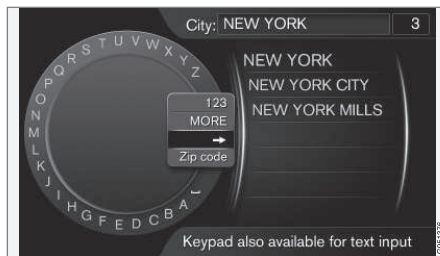 City: NEW YORK 3
A B C D E F G H I J K L M N O P Q R S T U V W X Y Z
123
MORE
➞
Zip code
NEW YORK
NEW YORK CITY
NEW YORK MILLS
Keypad also available for text input